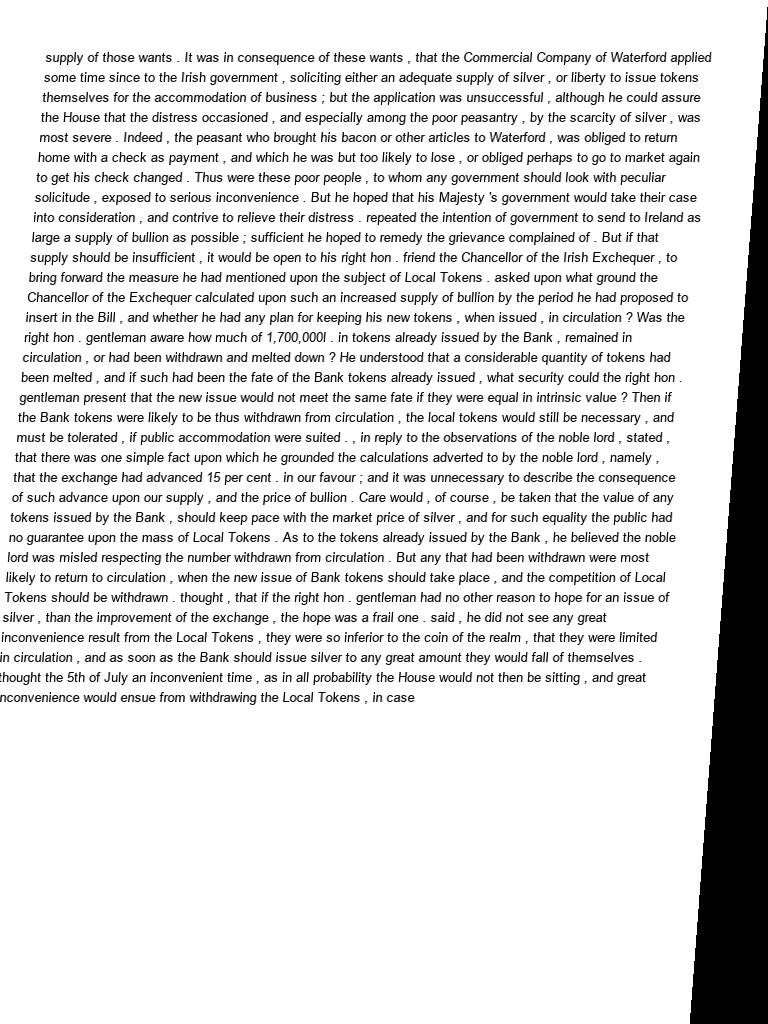 supply of those wants . It was in consequence of these wants , that the Commercial Company of Waterford applied
some time since to the Irish government , soliciting either an adequate supply of silver , or liberty to issue tokens
themselves for the accommodation of business ; but the application was unsuccessful , although he could assure
the House that the distress occasioned , and especially among the poor peasantry , by the scarcity of silver , was
most severe . Indeed , the peasant who brought his bacon or other articles to Waterford , was obliged to return
home with a check as payment , and which he was but too likely to lose , or obliged perhaps to go to market again
to get his check changed . Thus were these poor people , to whom any government should look with peculiar
solicitude , exposed to serious inconvenience . But he hoped that his Majesty 's government would take their case
into consideration , and contrive to relieve their distress . repeated the intention of government to send to Ireland as
large a supply of bullion as possible ; sufficient he hoped to remedy the grievance complained of . But if that
supply should be insufficient , it would be open to his right hon . friend the Chancellor of the Irish Exchequer , to
bring forward the measure he had mentioned upon the subject of Local Tokens . asked upon what ground the
Chancellor of the Exchequer calculated upon such an increased supply of bullion by the period he had proposed to
insert in the Bill , and whether he had any plan for keeping his new tokens , when issued , in circulation ? Was the
right hon . gentleman aware how much of 1,700,000l . in tokens already issued by the Bank , remained in
circulation , or had been withdrawn and melted down ? He understood that a considerable quantity of tokens had
been melted , and if such had been the fate of the Bank tokens already issued , what security could the right hon .
gentleman present that the new issue would not meet the same fate if they were equal in intrinsic value ? Then if
the Bank tokens were likely to be thus withdrawn from circulation , the local tokens would still be necessary , and
must be tolerated , if public accommodation were suited . , in reply to the observations of the noble lord , stated ,
that there was one simple fact upon which he grounded the calculations adverted to by the noble lord , namely ,
that the exchange had advanced 15 per cent . in our favour ; and it was unnecessary to describe the consequence
of such advance upon our supply , and the price of bullion . Care would , of course , be taken that the value of any
tokens issued by the Bank , should keep pace with the market price of silver , and for such equality the public had
no guarantee upon the mass of Local Tokens . As to the tokens already issued by the Bank , he believed the noble
lord was misled respecting the number withdrawn from circulation . But any that had been withdrawn were most
likely to return to circulation , when the new issue of Bank tokens should take place , and the competition of Local
Tokens should be withdrawn . thought , that if the right hon . gentleman had no other reason to hope for an issue of
silver , than the improvement of the exchange , the hope was a frail one . said , he did not see any great
inconvenience result from the Local Tokens , they were so inferior to the coin of the realm , that they were limited
in circulation , and as soon as the Bank should issue silver to any great amount they would fall of themselves .
thought the 5th of July an inconvenient time , as in all probability the House would not then be sitting , and great
nconvenience would ensue from withdrawing the Local Tokens , in case